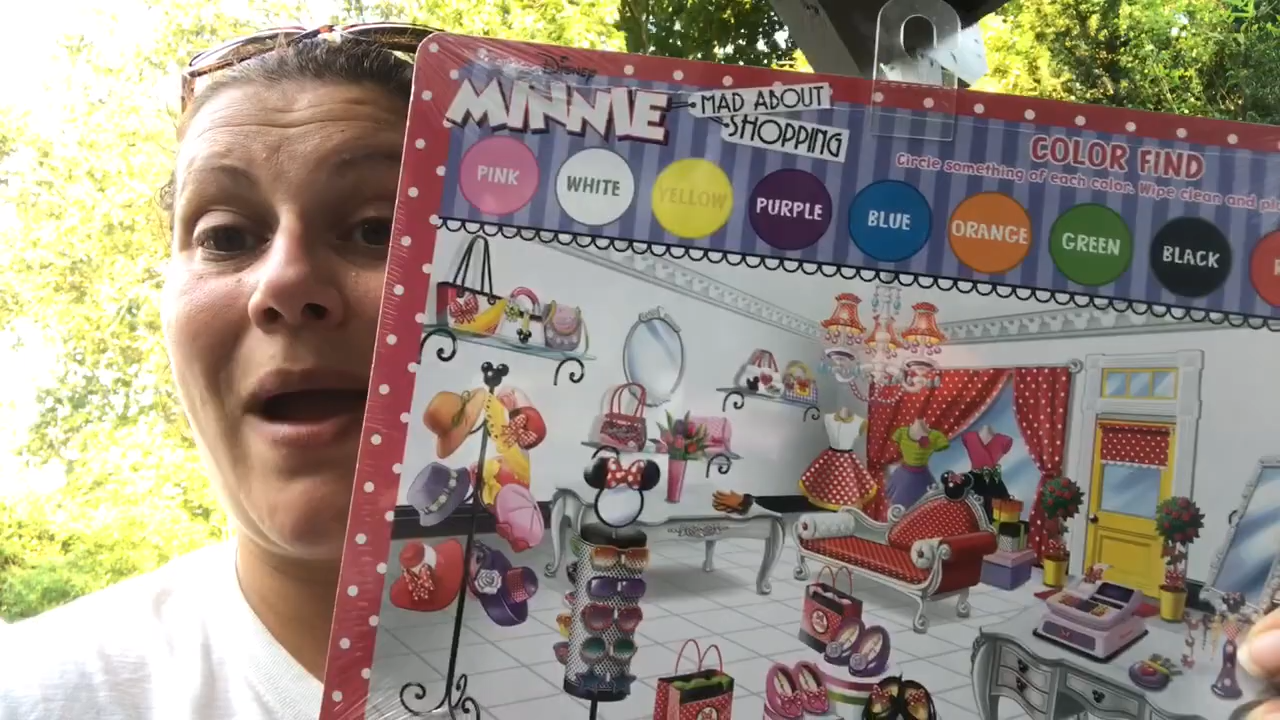 Disney
MINNIE
MAD ABOUT
SHOPPING
COLOR FIND
Circle something of each color. Wipe clean and
PINK
WHITE
YELLOW
PURPLE
BLUE
ORANGE
GREEN
BLACK